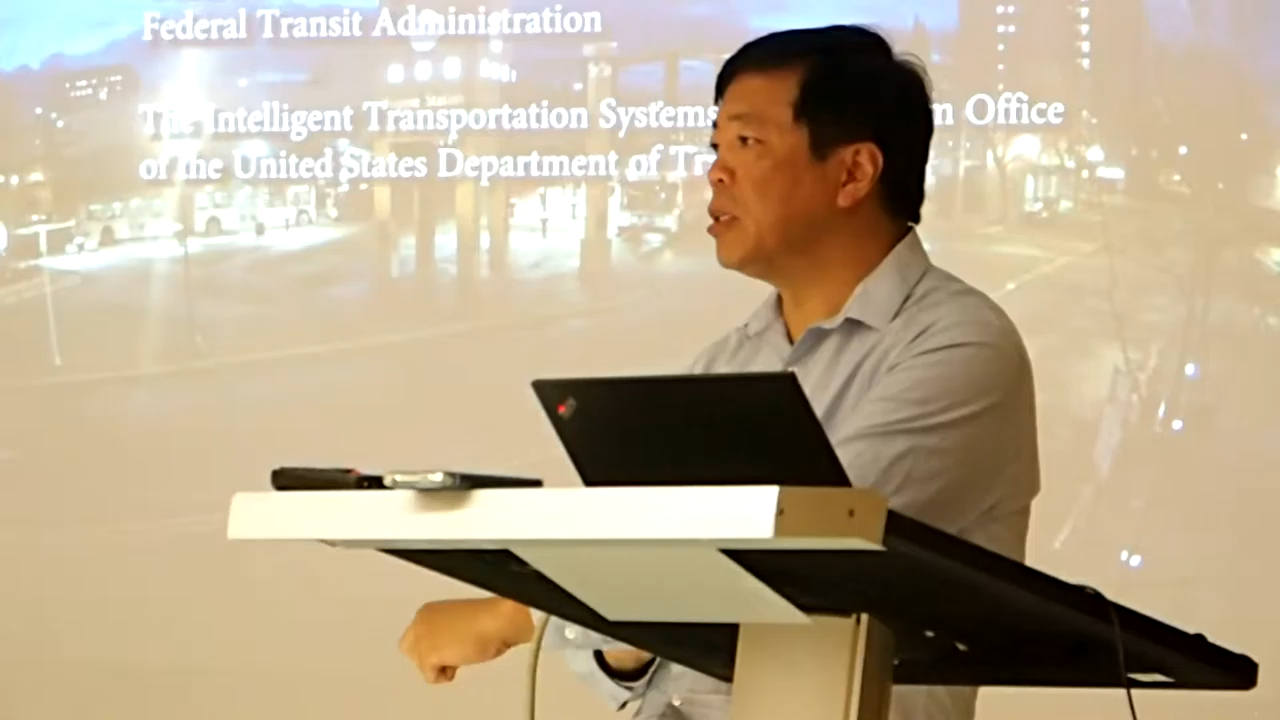 Federal Transit Administration
The Intelligent Transportation Systems Office
of the United States Department of